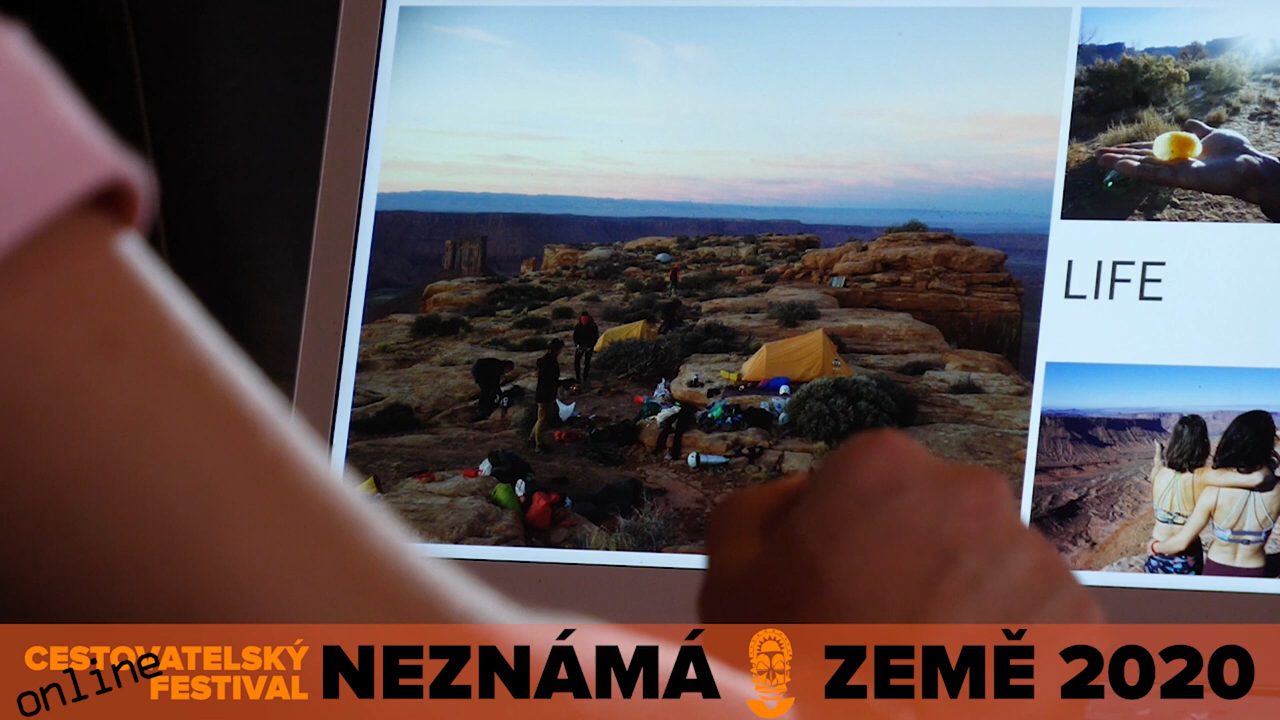 LIFE
CESTOVATELSKÝ
FESTIVAL
online
NEZNÁMÁ ZEMĚ 2020